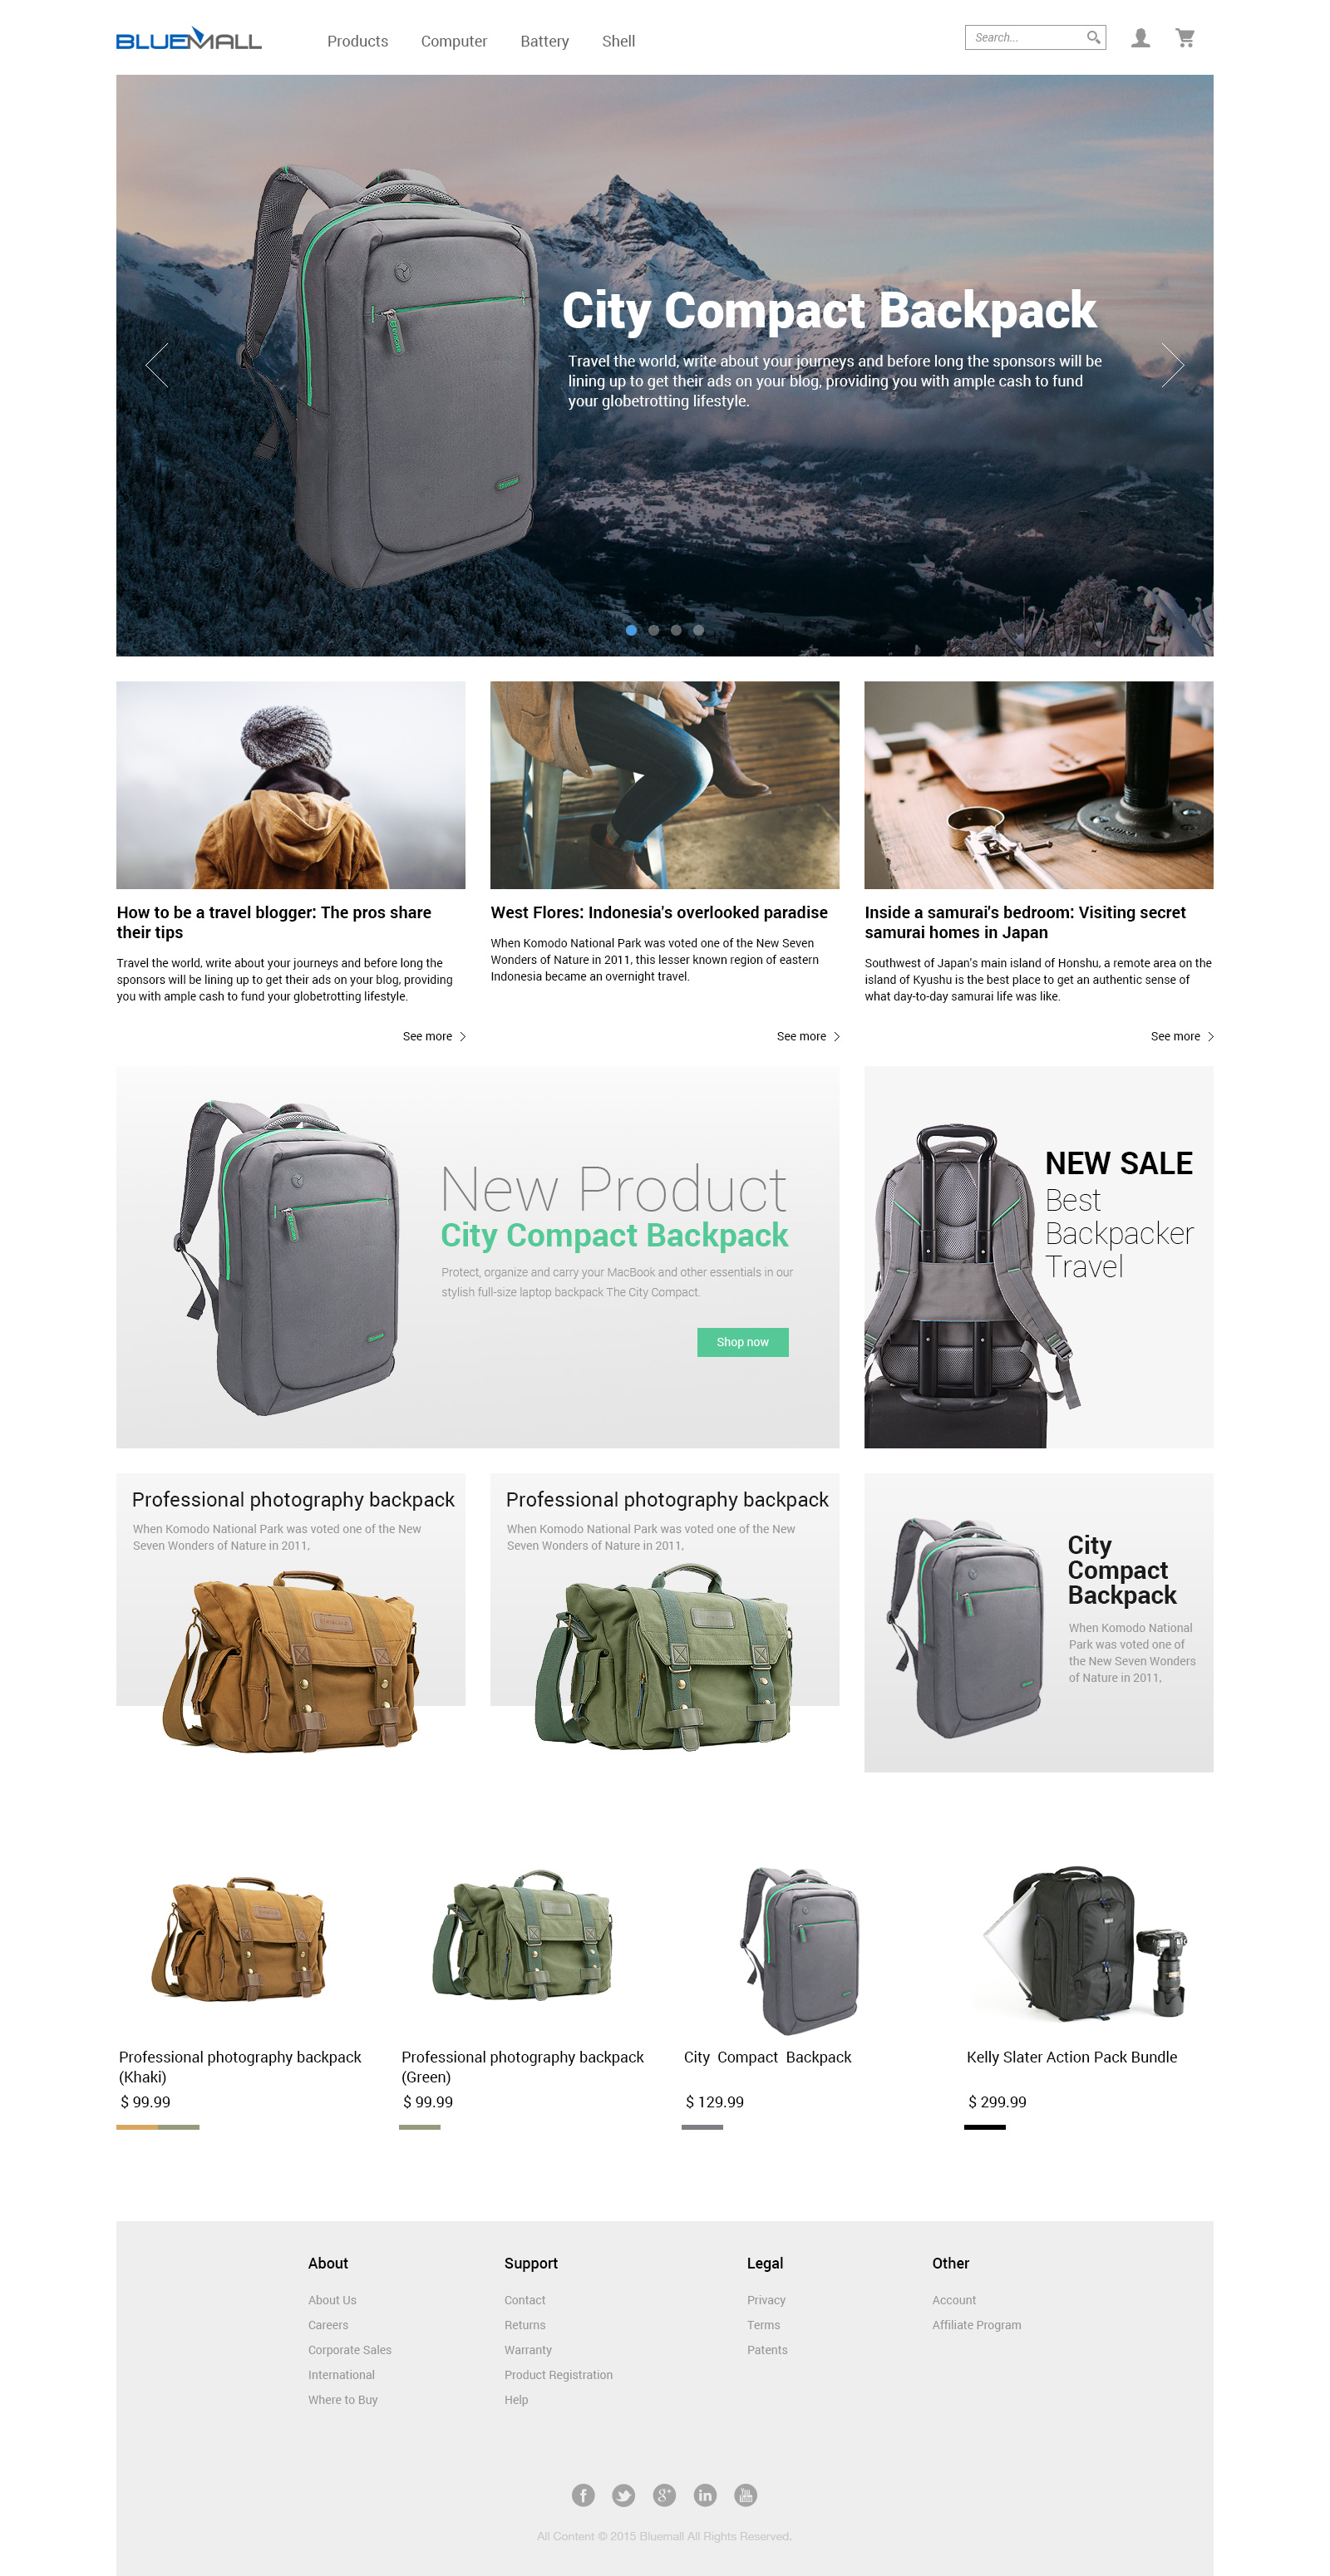 BLUEMALL
Products
Computer
Battery
Shell
Search...
City Compact Backpack
Travel the world, write about your journeys and before long the sponsors will be
lining up to get their ads on your blog, providing you with ample cash to fund
your globetrotting lifestyle.
How to be a travel blogger: The pros share
their tips
Travel the world, write about your journeys and before long the
sponsors will be lining up to get their ads on your blog, providing
you with ample cash to fund your globetrotting lifestyle.
See more
West Flores: Indonesia's overlooked paradise
When Komodo National Park was voted one of the New Seven
Wonders of Nature in 2011, this lesser known region of eastern
Indonesia became an overnight travel.
See more
Inside a samurai's bedroom: Visiting secret
samurai homes in Japan
Southwest of Japan's main island of Honshu, a remote area on the
island of Kyushu is the best place to get an authentic sense of
what day-to-day samurai life was like.
See more
New Product
City Compact Backpack
Protect, organize and carry your MacBook and other essentials in our
stylish full-size laptop backpack The City Compact.
Shop now
NEW SALE
Best
Backpacker
Travel
Professional photography backpack
When Komodo National Park was voted one of the New
Seven Wonders of Nature in 2011,
Professional photography backpack
When Komodo National Park was voted one of the New
Seven Wonders of Nature in 2011,
City
Compact
Backpack
When Komodo National
Park was voted one of
the New Seven Wonders
of Nature in 2011,
Professional photography backpack
(Khaki)
$ 99.99
Professional photography backpack
(Green)
$ 99.99
City Compact Backpack
$ 129.99
Kelly Slater Action Pack Bundle
$ 299.99
About
About Us
Careers
Corporate Sales
International
Where to Buy
Support
Contact
Returns
Warranty
Product Registration
Help
Legal
Privacy
Terms
Patents
Other
Account
Affiliate Program
All Content © 2015 Bluemall All Rights Reserved.